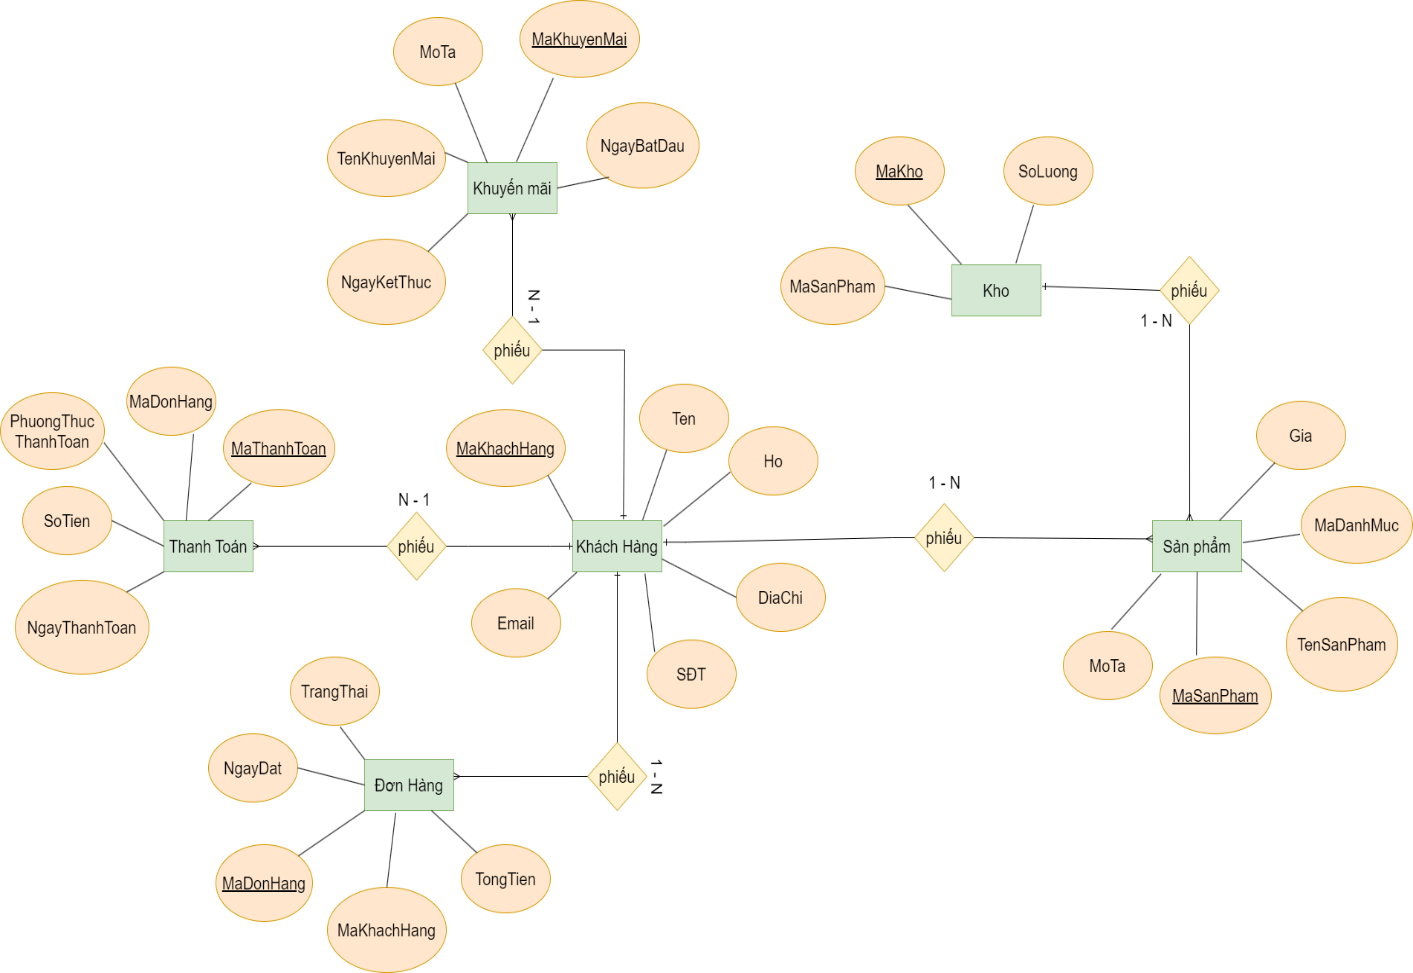 MaKhuyenMai
MoTa
TenKhuyenMai
NgayBatDau
Khuyến mãi
NgayKetThuc
N - 1
phiếu
MaKho
SoLuong
MaSanPham
Kho
phiếu
1 - N
MaDonHang
PhuongThuc
ThanhToan
MaThanhToan
SoTien
Thanh Toán
NgayThanhToan
N - 1
phiếu
MaKhachHang
Ten
Ho
Khách Hàng
Email
DiaChi
SĐT
1 - N
phiếu
Gia
MaDanhMuc
Sản phẩm
TenSanPham
MoTa
MaSanPham
TrangThai
NgayDat
Đơn Hàng
phiếu
1 - N
MaDonHang
TongTien
MaKhachHang